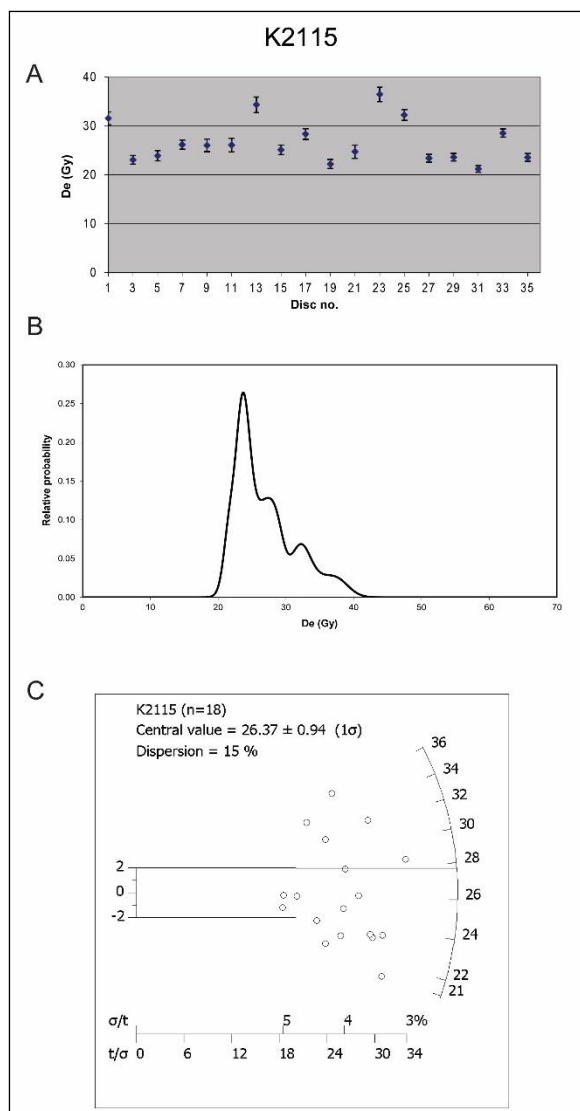 K2115
A
De (Gy)
40
30
20
10
0
1 3 5 7 9 11 13 15 17 19 21 23 25 27 29 31 33 35
Disc no.
B
Relative probability
0.30
0.25
0.20
0.15
0.10
0.05
0.00
0 10 20 30 40 50 60 70
De (Gy)
C
K2115 (n=18)
Central value = 26.37 ± 0.94 (1σ)
Dispersion = 15 %
36
34
32
30
28
26
24
22
21
2
0
-2
σ/t 5 4 3%
t/σ 0 6 12 18 24 30 34